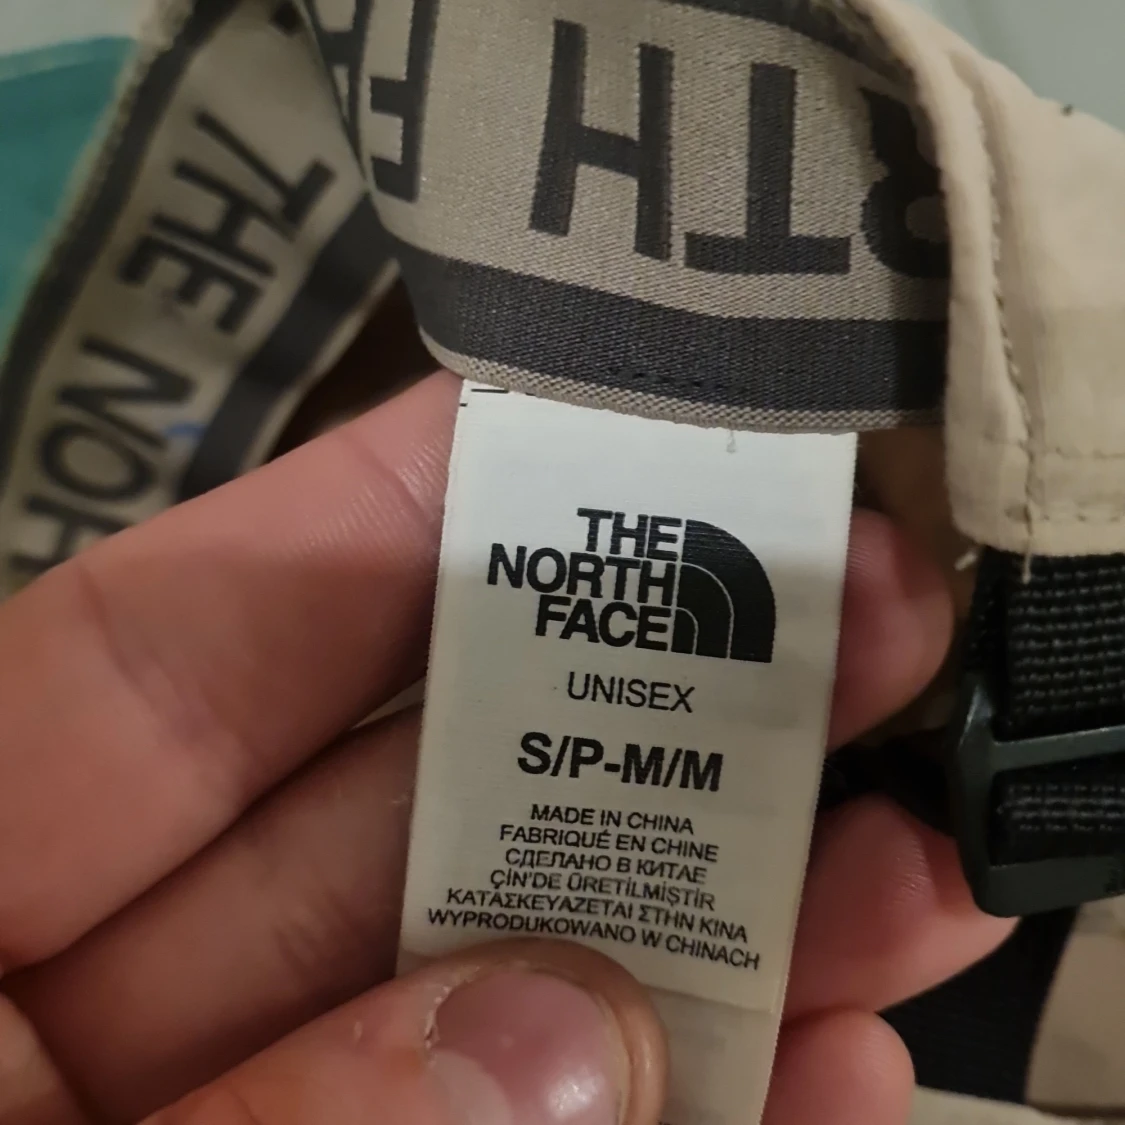 THE NORTH
RTH
THE
NORTH
FACE
UNISEX
S/P-M/M
MADE IN CHINA
FABRIQUÉ EN CHINE
СДЕЛАНО В КИТАЕ
ÇİN'DE ÜRETİLMİŞTİR
ΚΑΤΑΣΚΕΥΑΖΕΤΑΙ ΣΤΗΝ ΚΙΝΑ
WYPRODUKOWANO W CHINACH